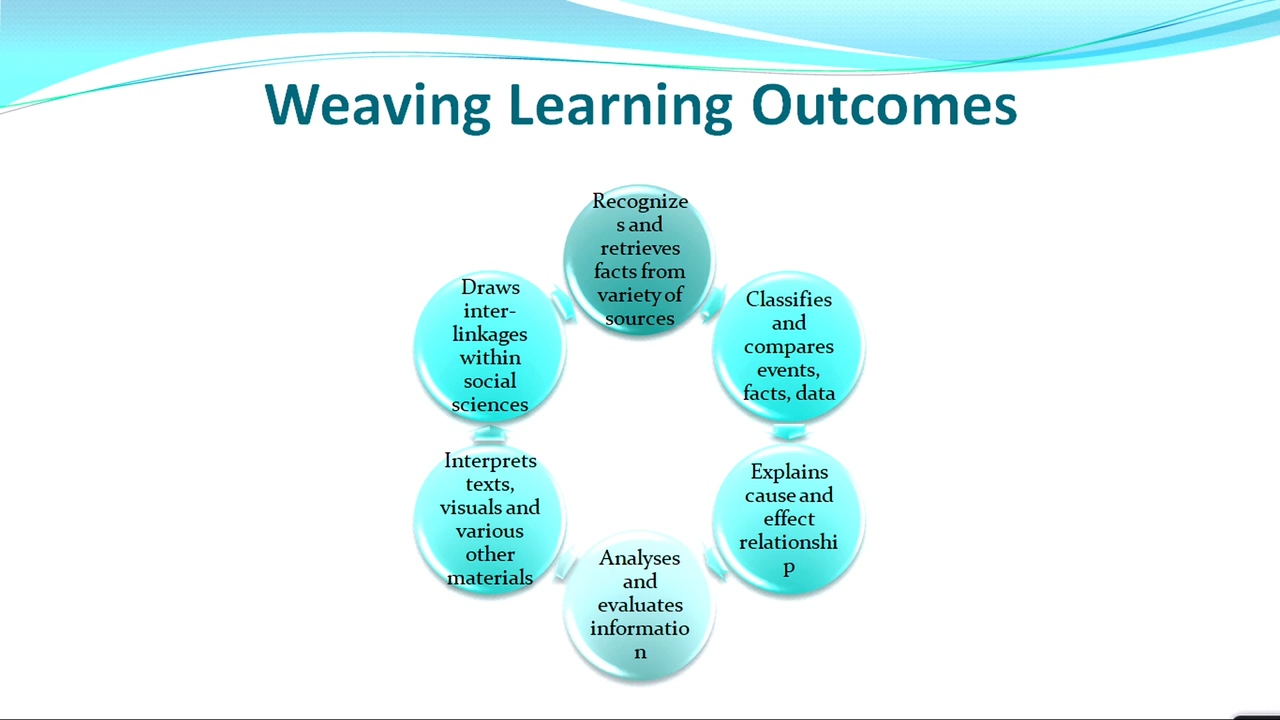 Weaving Learning Outcomes
Recognize
s and
retrieves
facts from
variety of
sources
Classifies
and
compares
events,
facts, data
Explains
cause and
effect
relationshi
p
Analyses
and
evaluates
informatio
n
Interprets
texts,
visuals and
various
other
materials
Draws
inter-
linkages
within
social
sciences